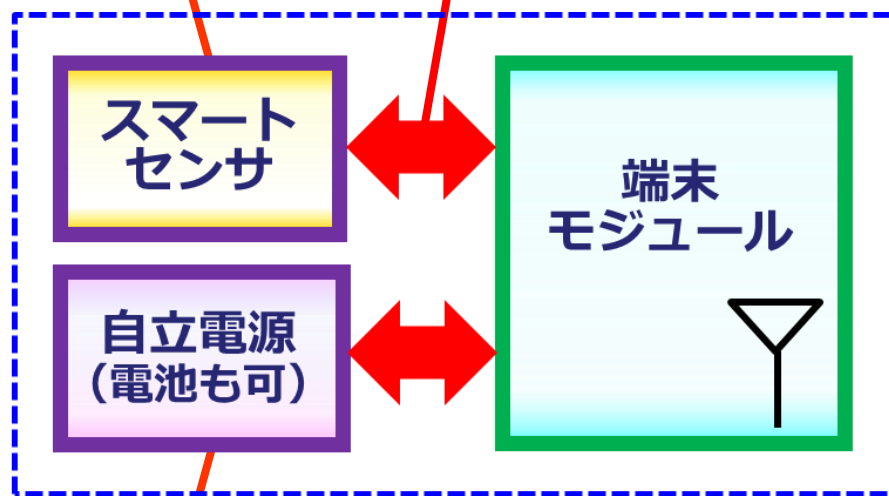 スマート
センサ
端末
モジュール
自立電源
（電池も可）